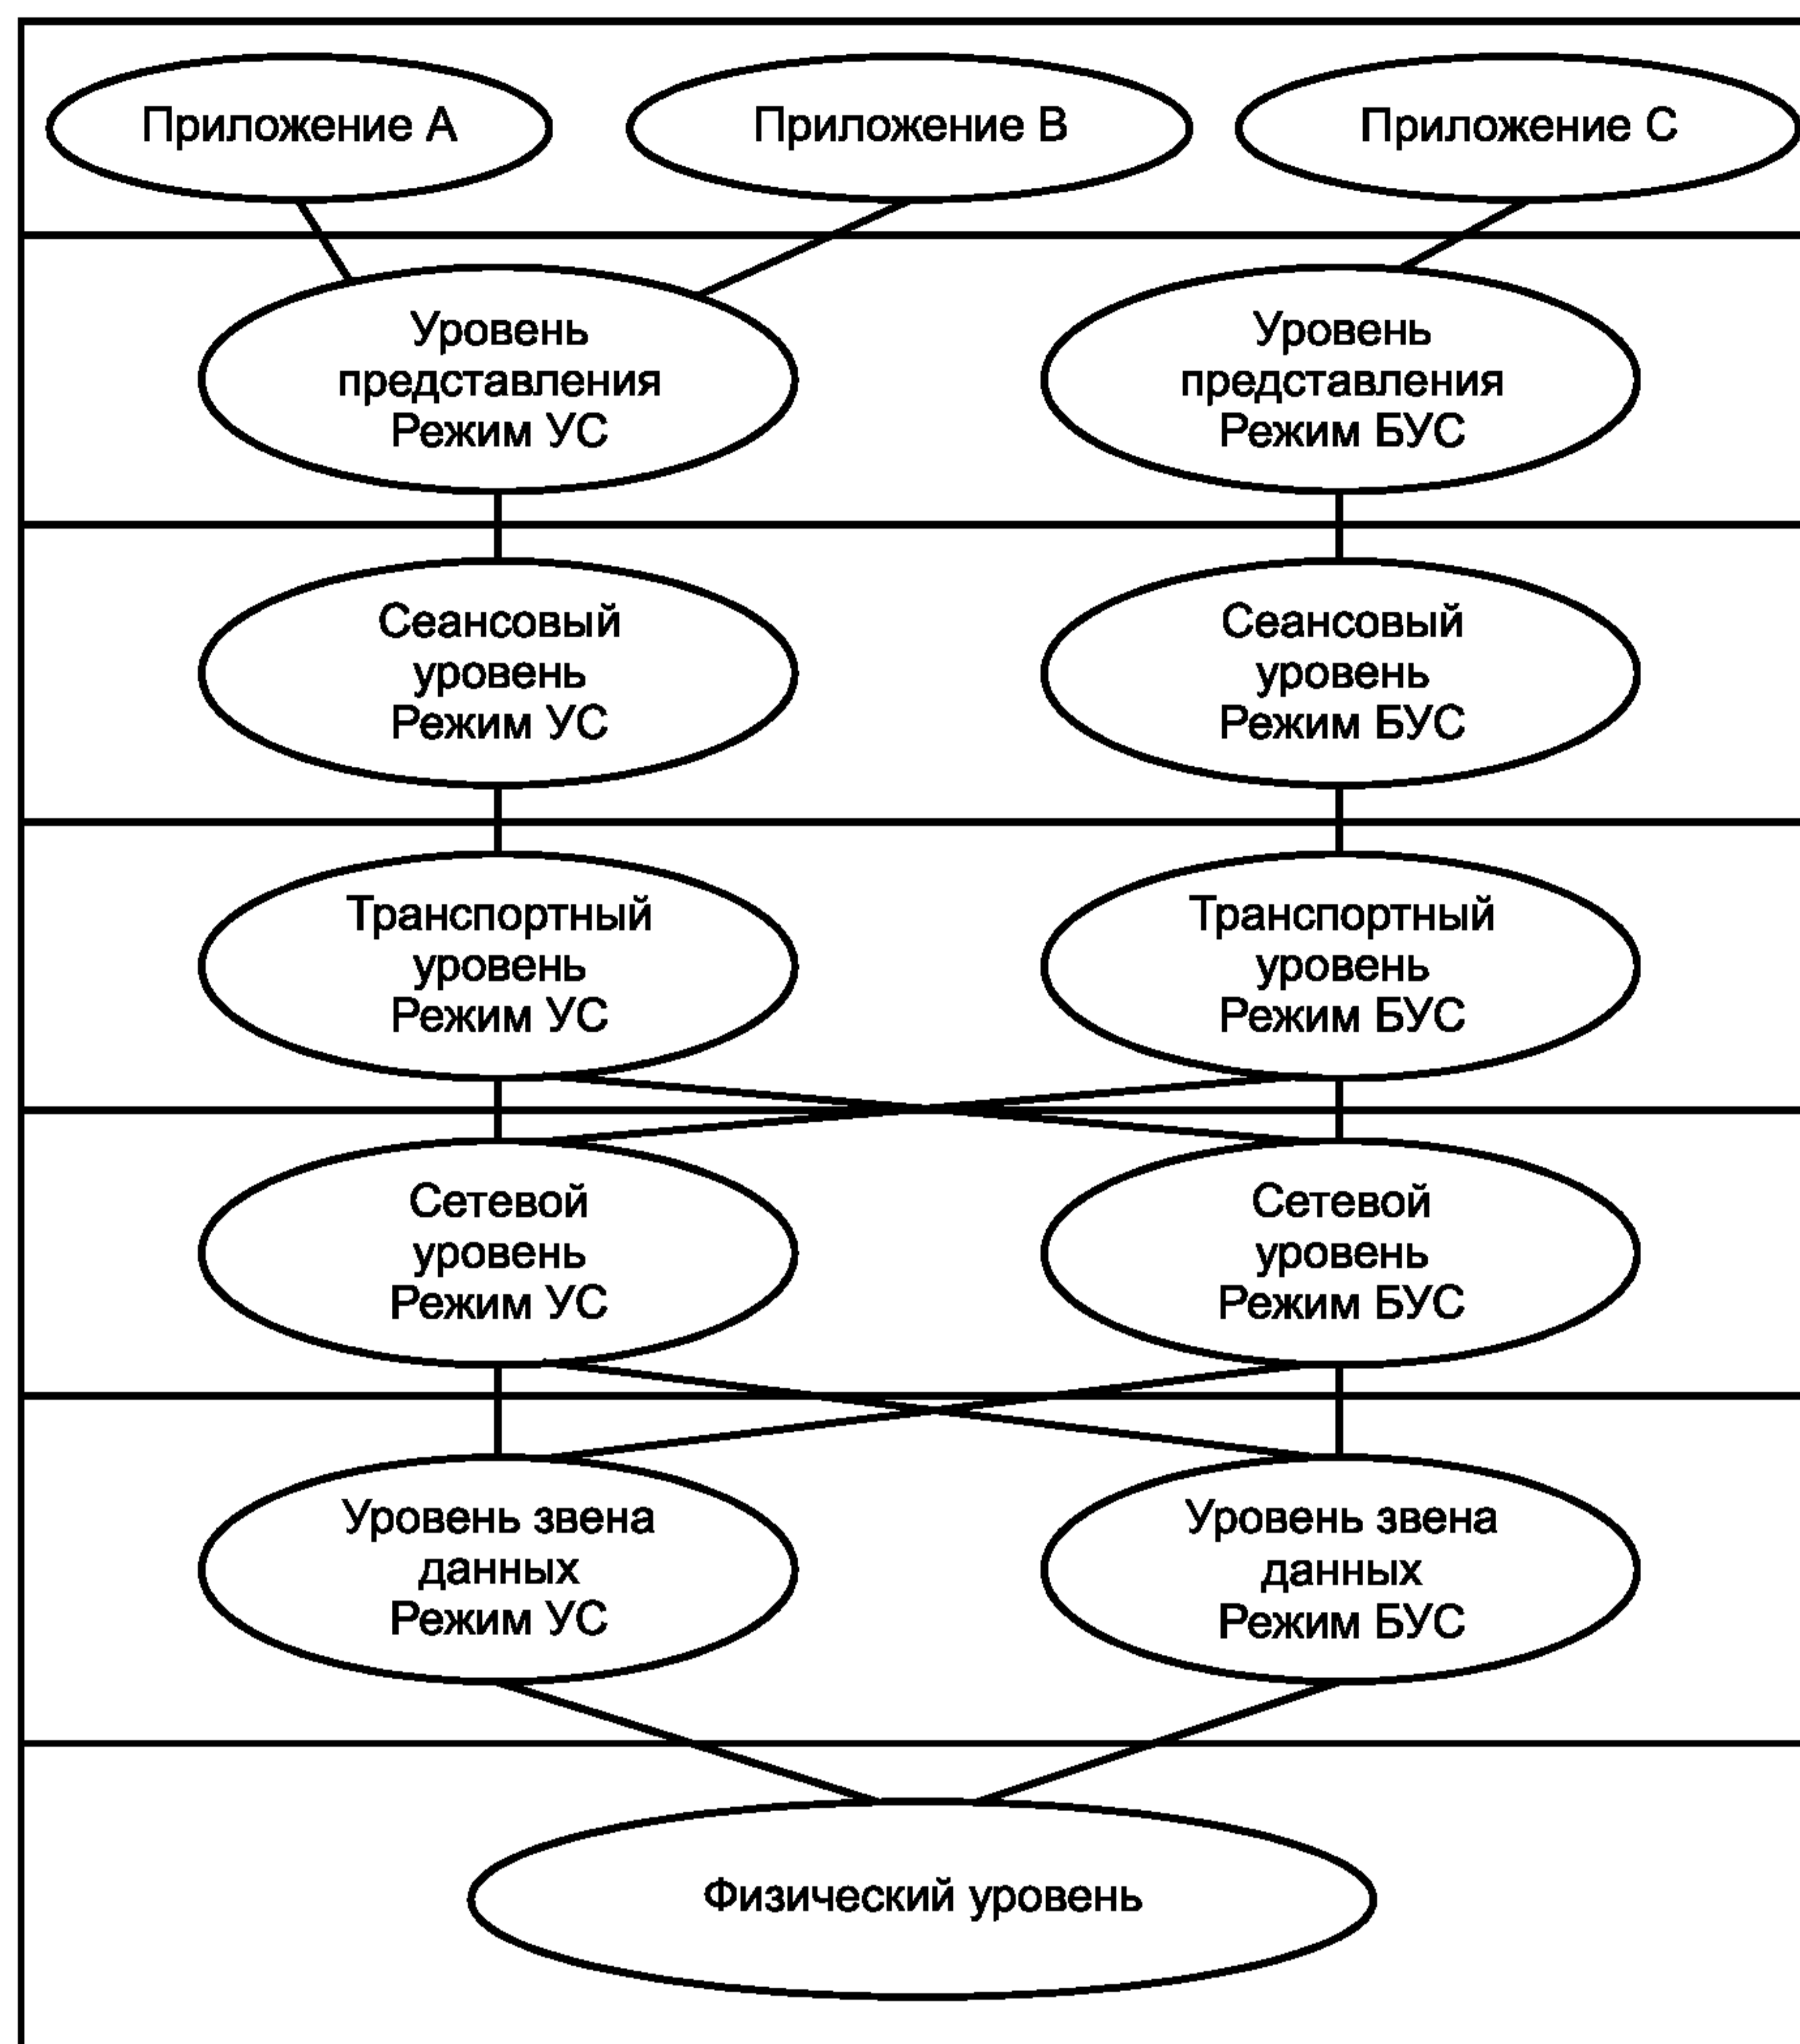 Приложение А
Приложение В
Приложение С
Уровень
представления
Режим УС
Уровень
представления
Режим БУС
Сеансовый
уровень
Режим УС
Сеансовый
уровень
Режим БУС
Транспортный
уровень
Режим УС
Транспортный
уровень
Режим БУС
Сетевой
уровень
Режим УС
Сетевой
уровень
Режим БУС
Уровень звена
данных
Режим УС
Уровень звена
данных
Режим БУС
Физический уровень